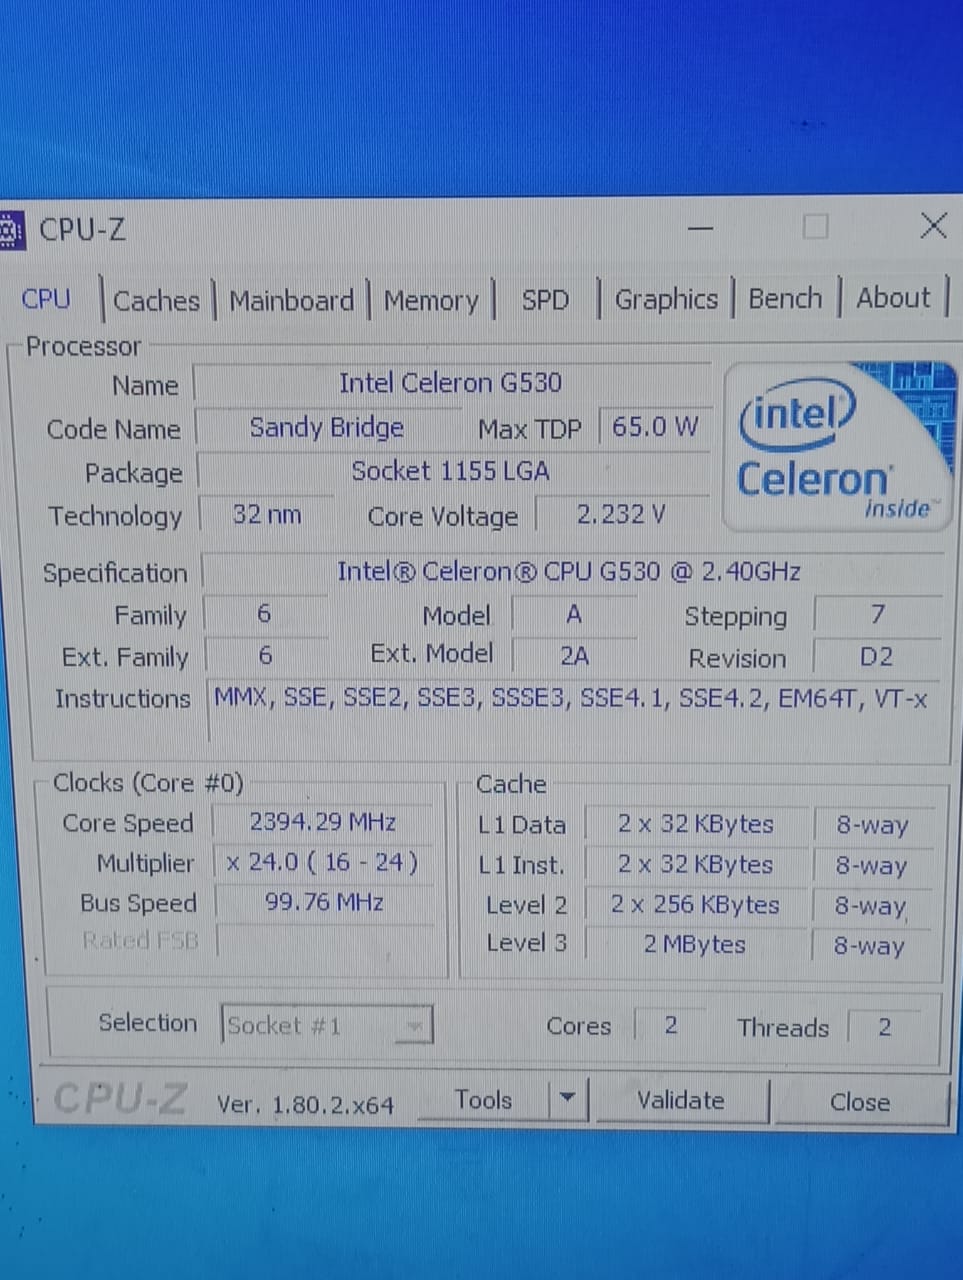 CPU-Z
CPU Caches Mainboard Memory SPD Graphics Bench About
Processor
Name Intel Celeron G530
Code Name Sandy Bridge Max TDP 65.0 W
Package Socket 1155 LGA
Technology 32 nm Core Voltage 2.232 V
intel®
Celeron®
inside™
Specification Intel® Celeron® CPU G530 @ 2.40GHz
Family 6 Model A Stepping 7
Ext. Family 6 Ext. Model 2A Revision D2
Instructions MMX, SSE, SSE2, SSE3, SSSE3, SSE4.1, SSE4.2, EM64T, VT-x
Clocks (Core #0)
Core Speed 2394.29 MHz
Multiplier x 24.0 ( 16 - 24 )
Bus Speed 99.76 MHz
Rated FSB
Cache
L1 Data 2 x 32 KBytes 8-way
L1 Inst. 2 x 32 KBytes 8-way
Level 2 2 x 256 KBytes 8-way
Level 3 2 MBytes 8-way
Selection Socket #1 Cores 2 Threads 2
CPU-Z Ver. 1.80.2.x64 Tools Validate Close